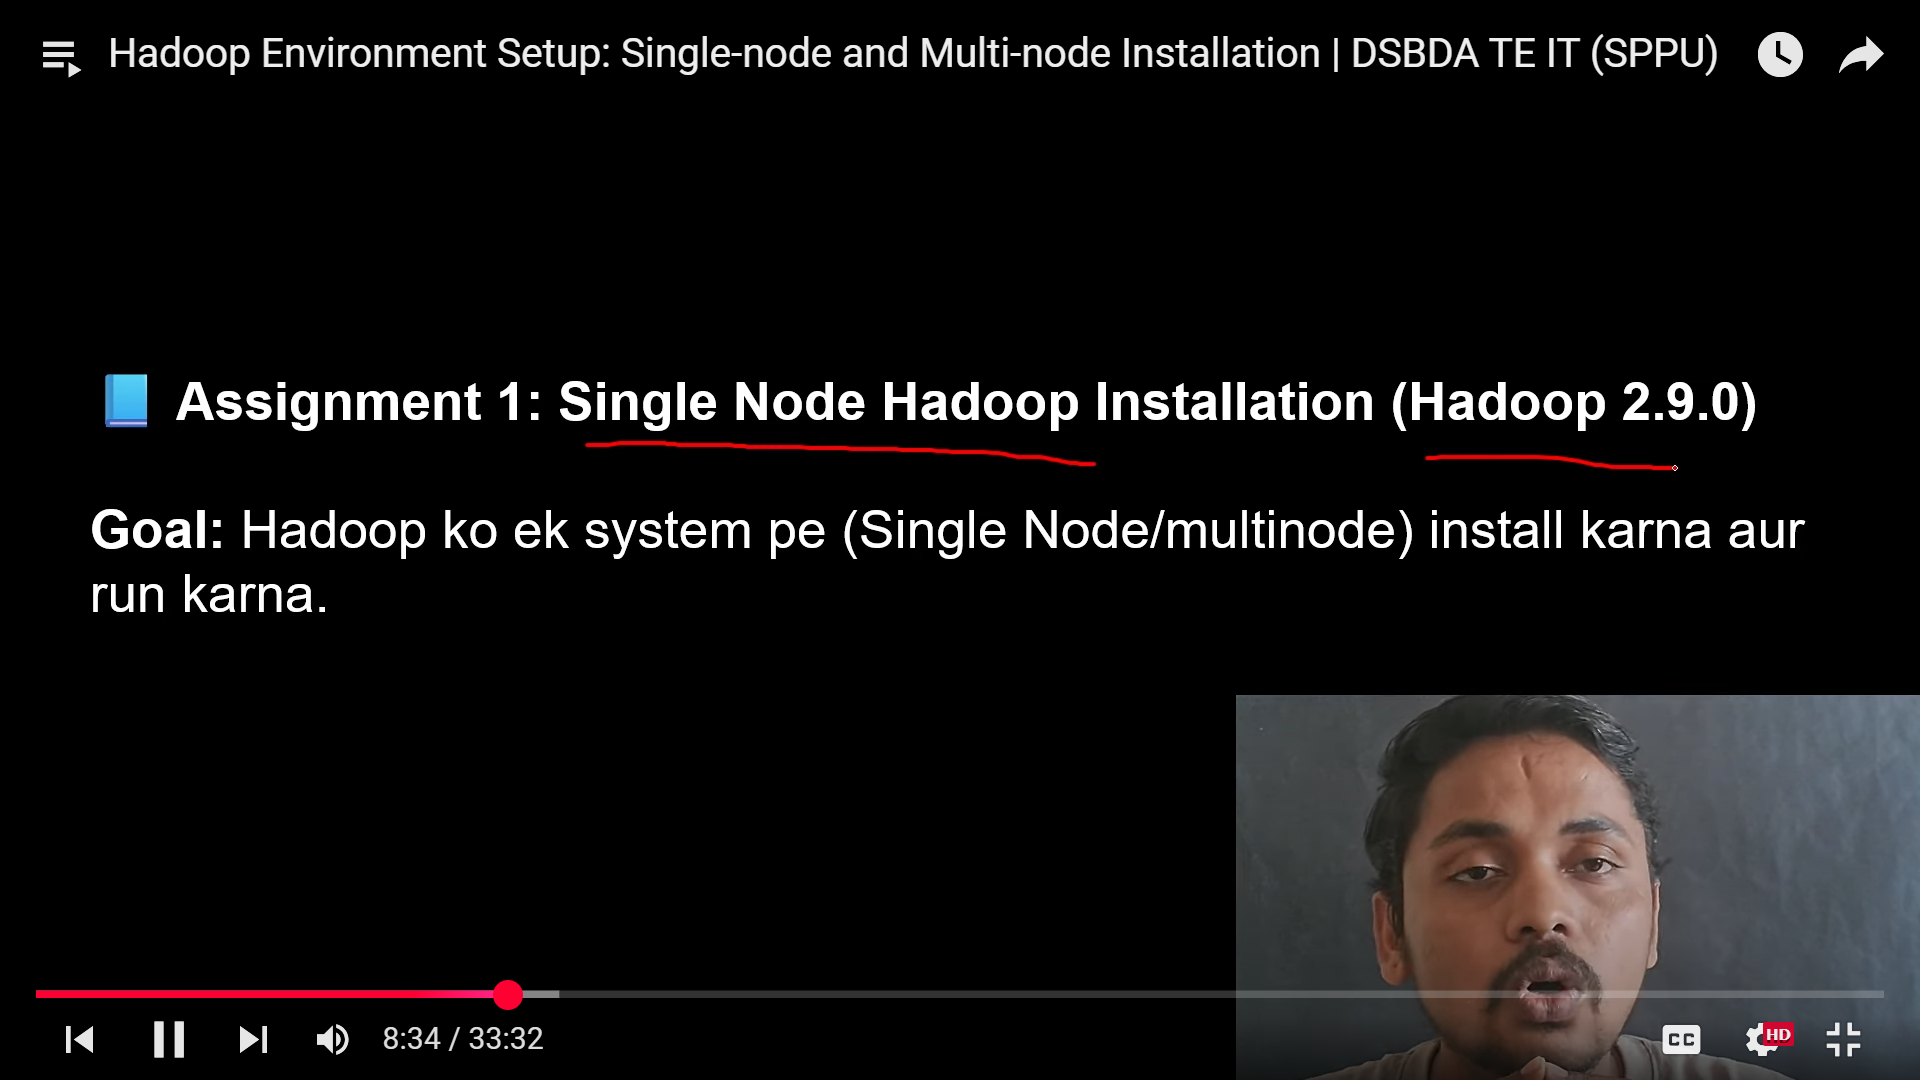 Hadoop Environment Setup: Single-node and Multi-node Installation | DSBDA TE IT (SPPU)
📘 Assignment 1: Single Node Hadoop Installation (Hadoop 2.9.0)
Goal: Hadoop ko ek system pe (Single Node/multinode) install karna aur
run karna.
8:34 / 33:32
CC
HD